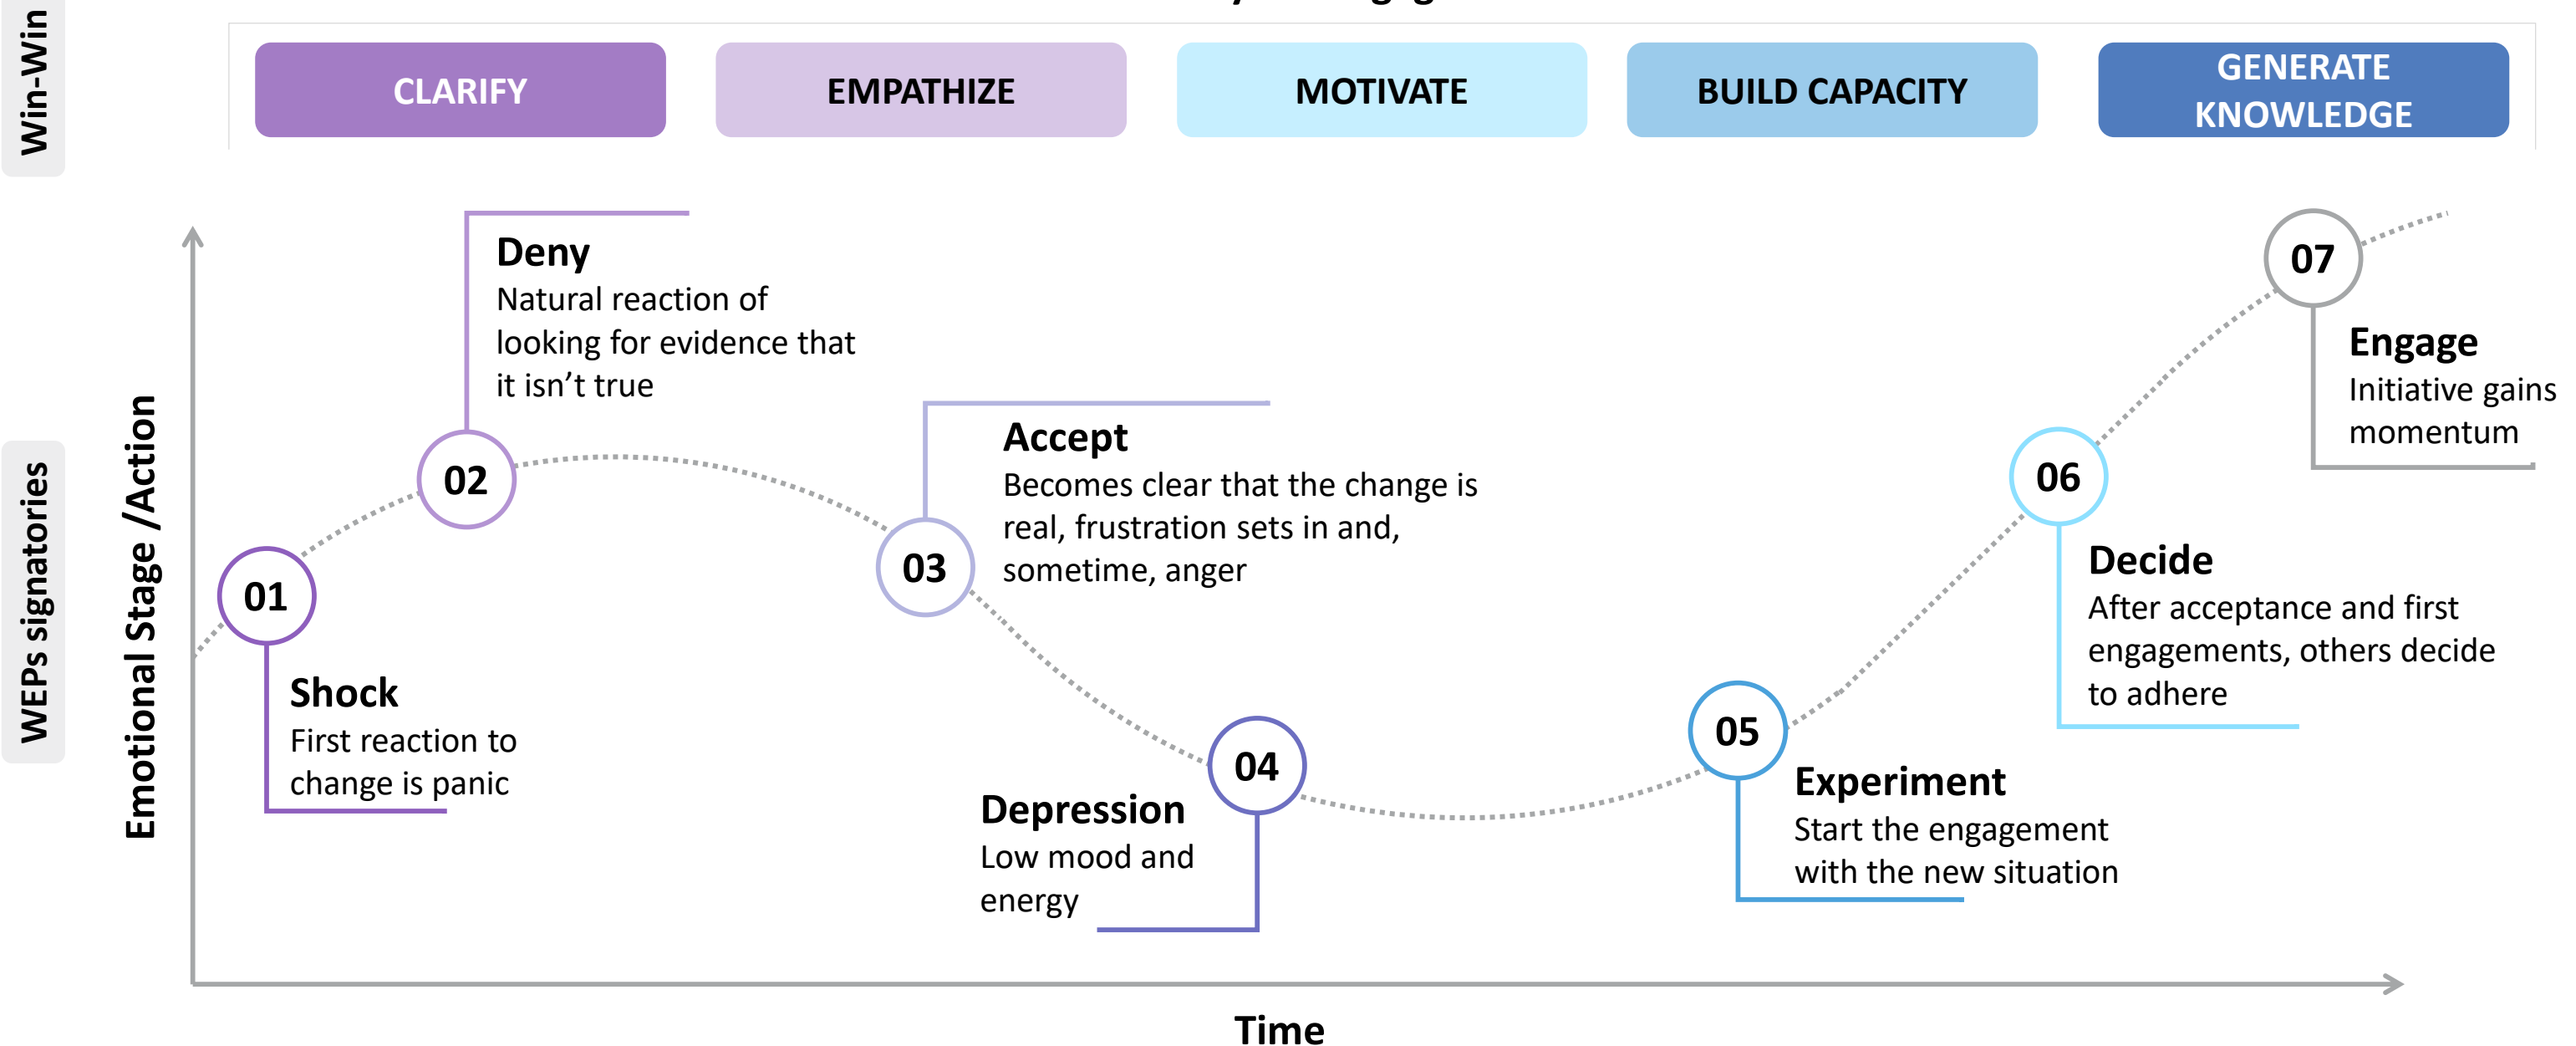 Win-Win
CLARIFY
EMPATHIZE
MOTIVATE
BUILD CAPACITY
GENERATE
KNOWLEDGE
WEPs signatories
Emotional Stage /Action
01
Shock
First reaction to
change is panic
02
Deny
Natural reaction of
looking for evidence that
it isn’t true
03
Accept
Becomes clear that the change is
real, frustration sets in and,
sometime, anger
04
Depression
Low mood and
energy
05
Experiment
Start the engagement
with the new situation
06
Decide
After acceptance and first
engagements, others decide
to adhere
07
Engage
Initiative gains
momentum
Time